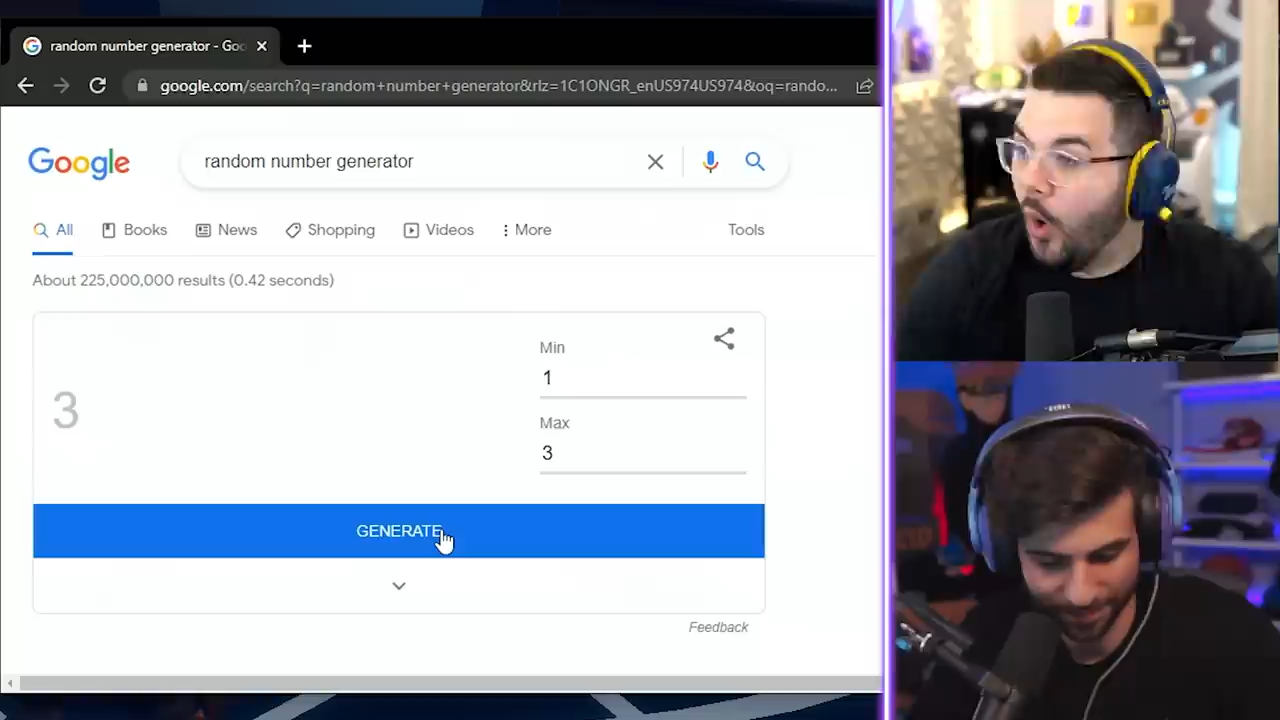 random number generator - Goo
google.com/search?q=random+number+generator&rlz=1C1ONGR_enUS974US974&oq=rando...
Google
random number generator
All
Books
News
Shopping
Videos
More
Tools
About 225,000,000 results (0.42 seconds)
Min
1
3
Max
3
GENERATE
Feedback